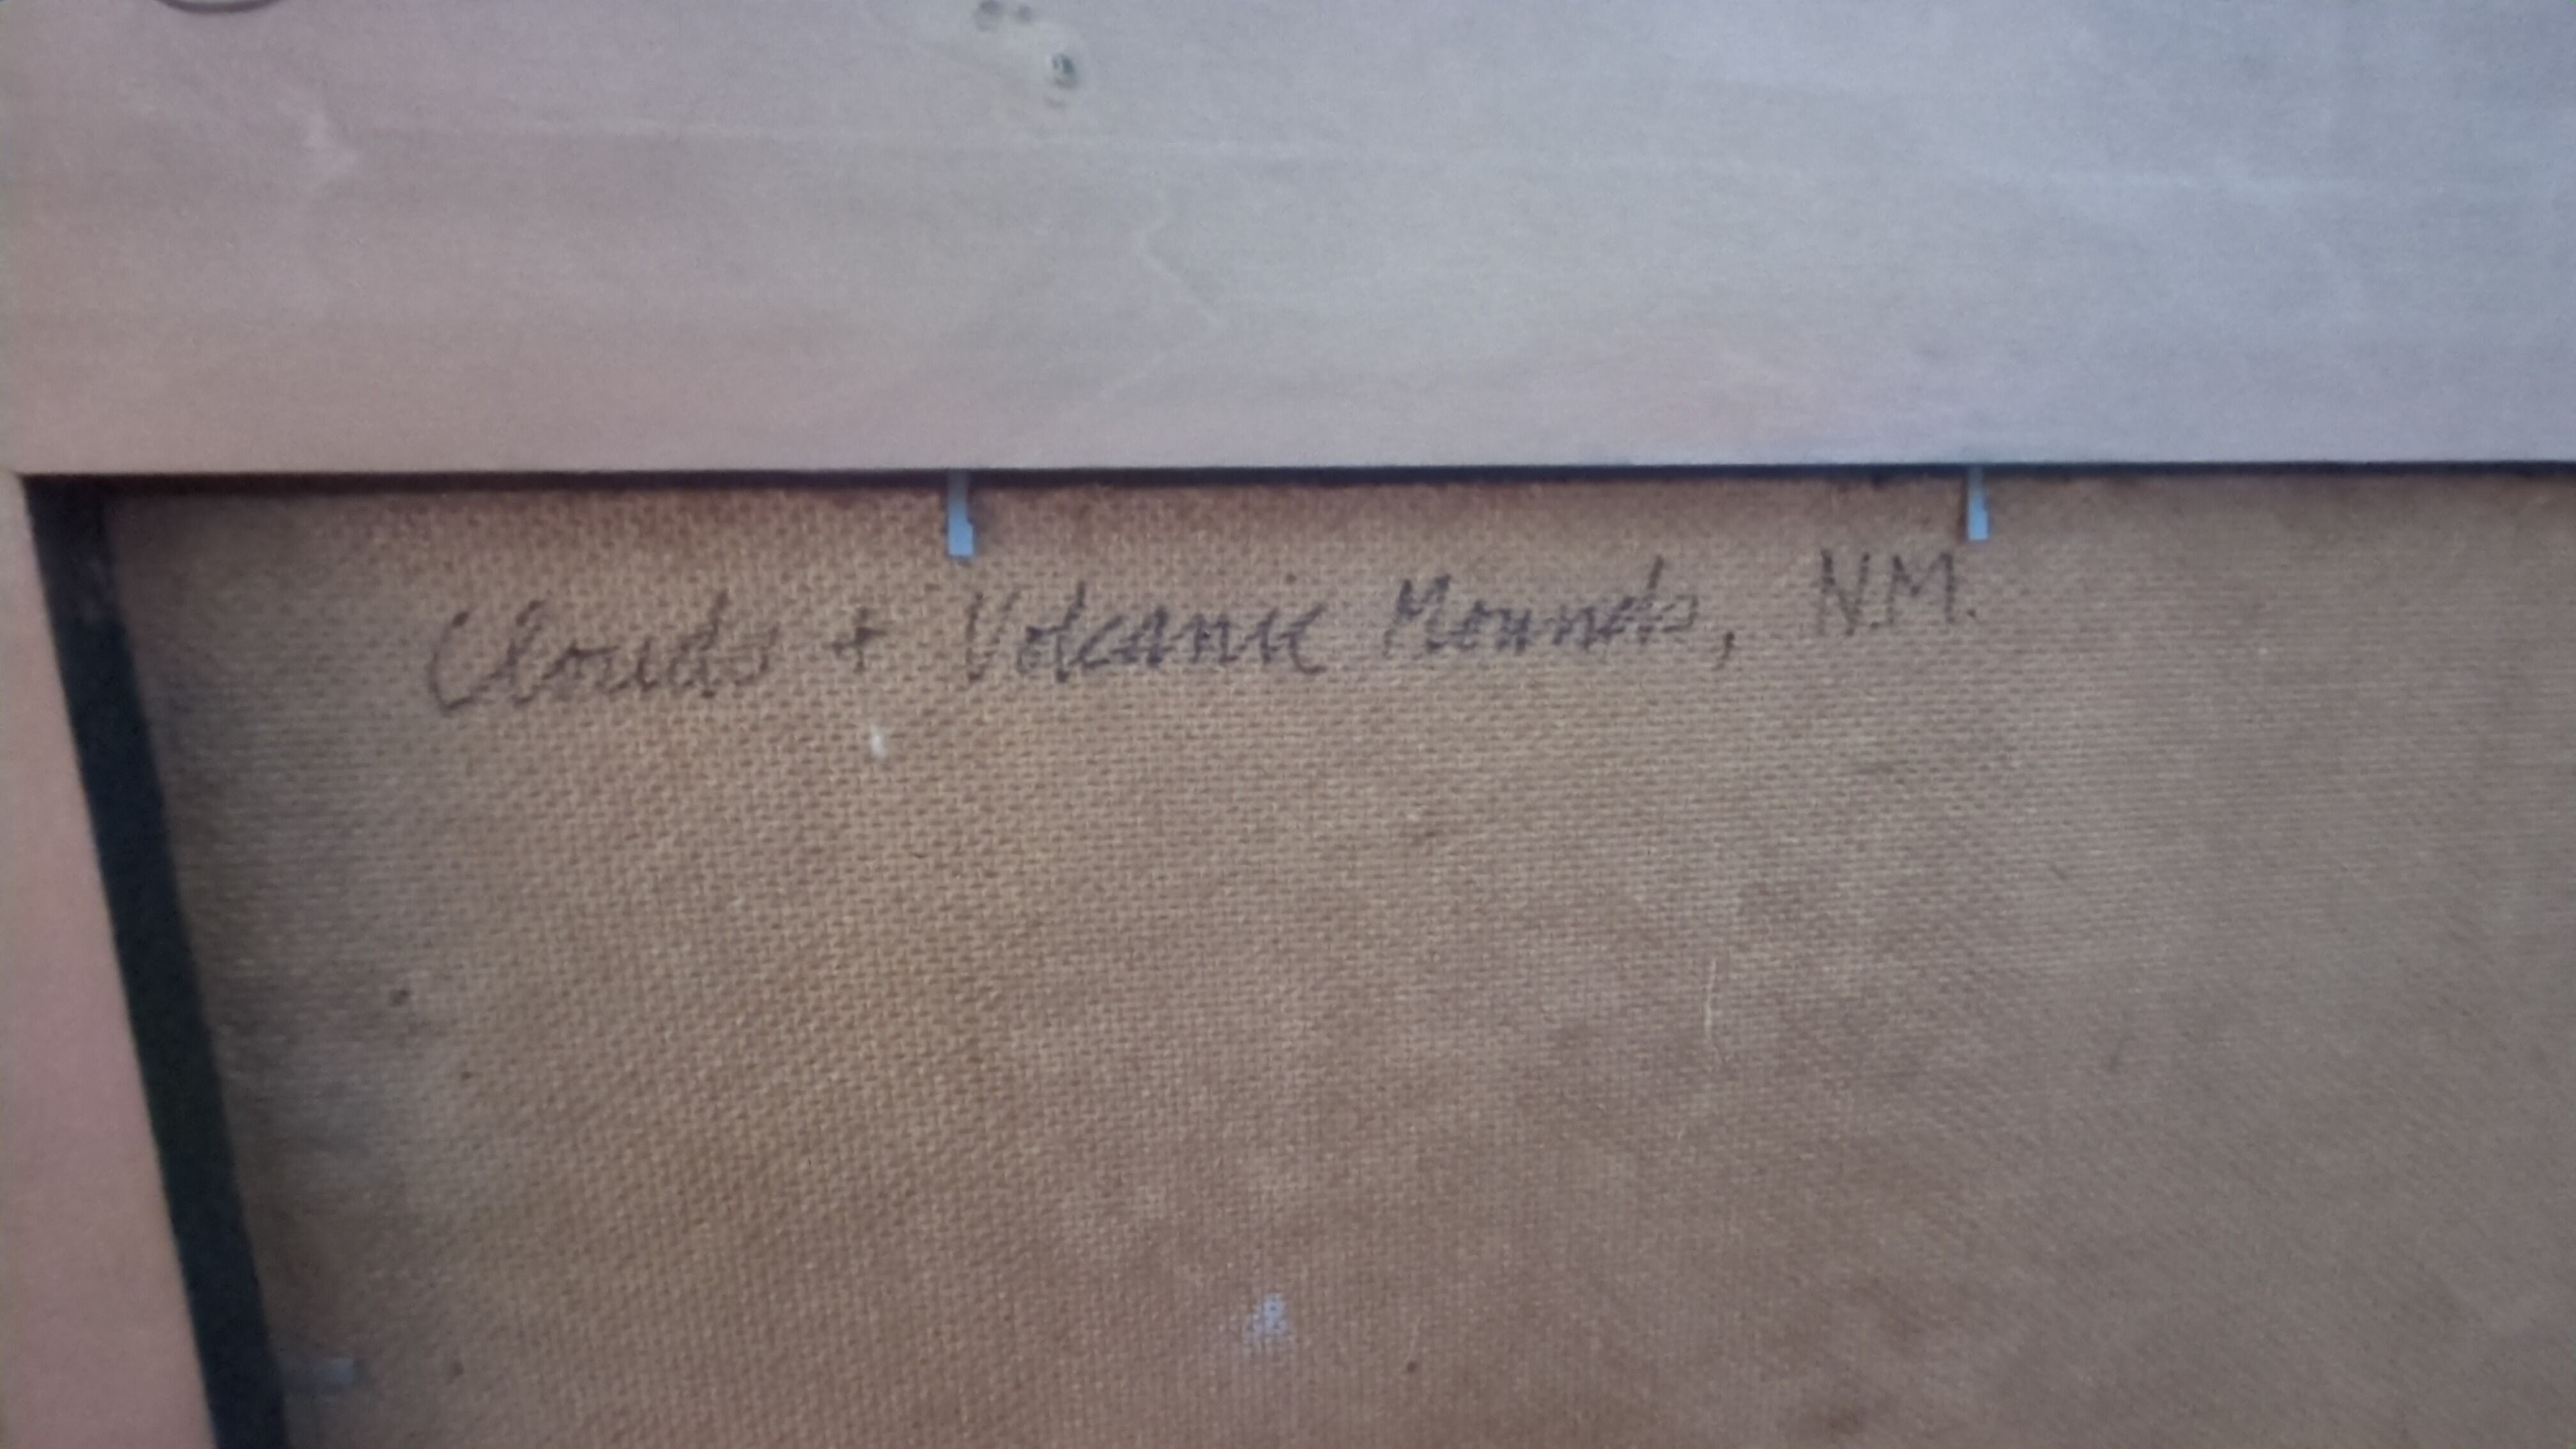 Clouds + Volcanic Mounds, N.M.